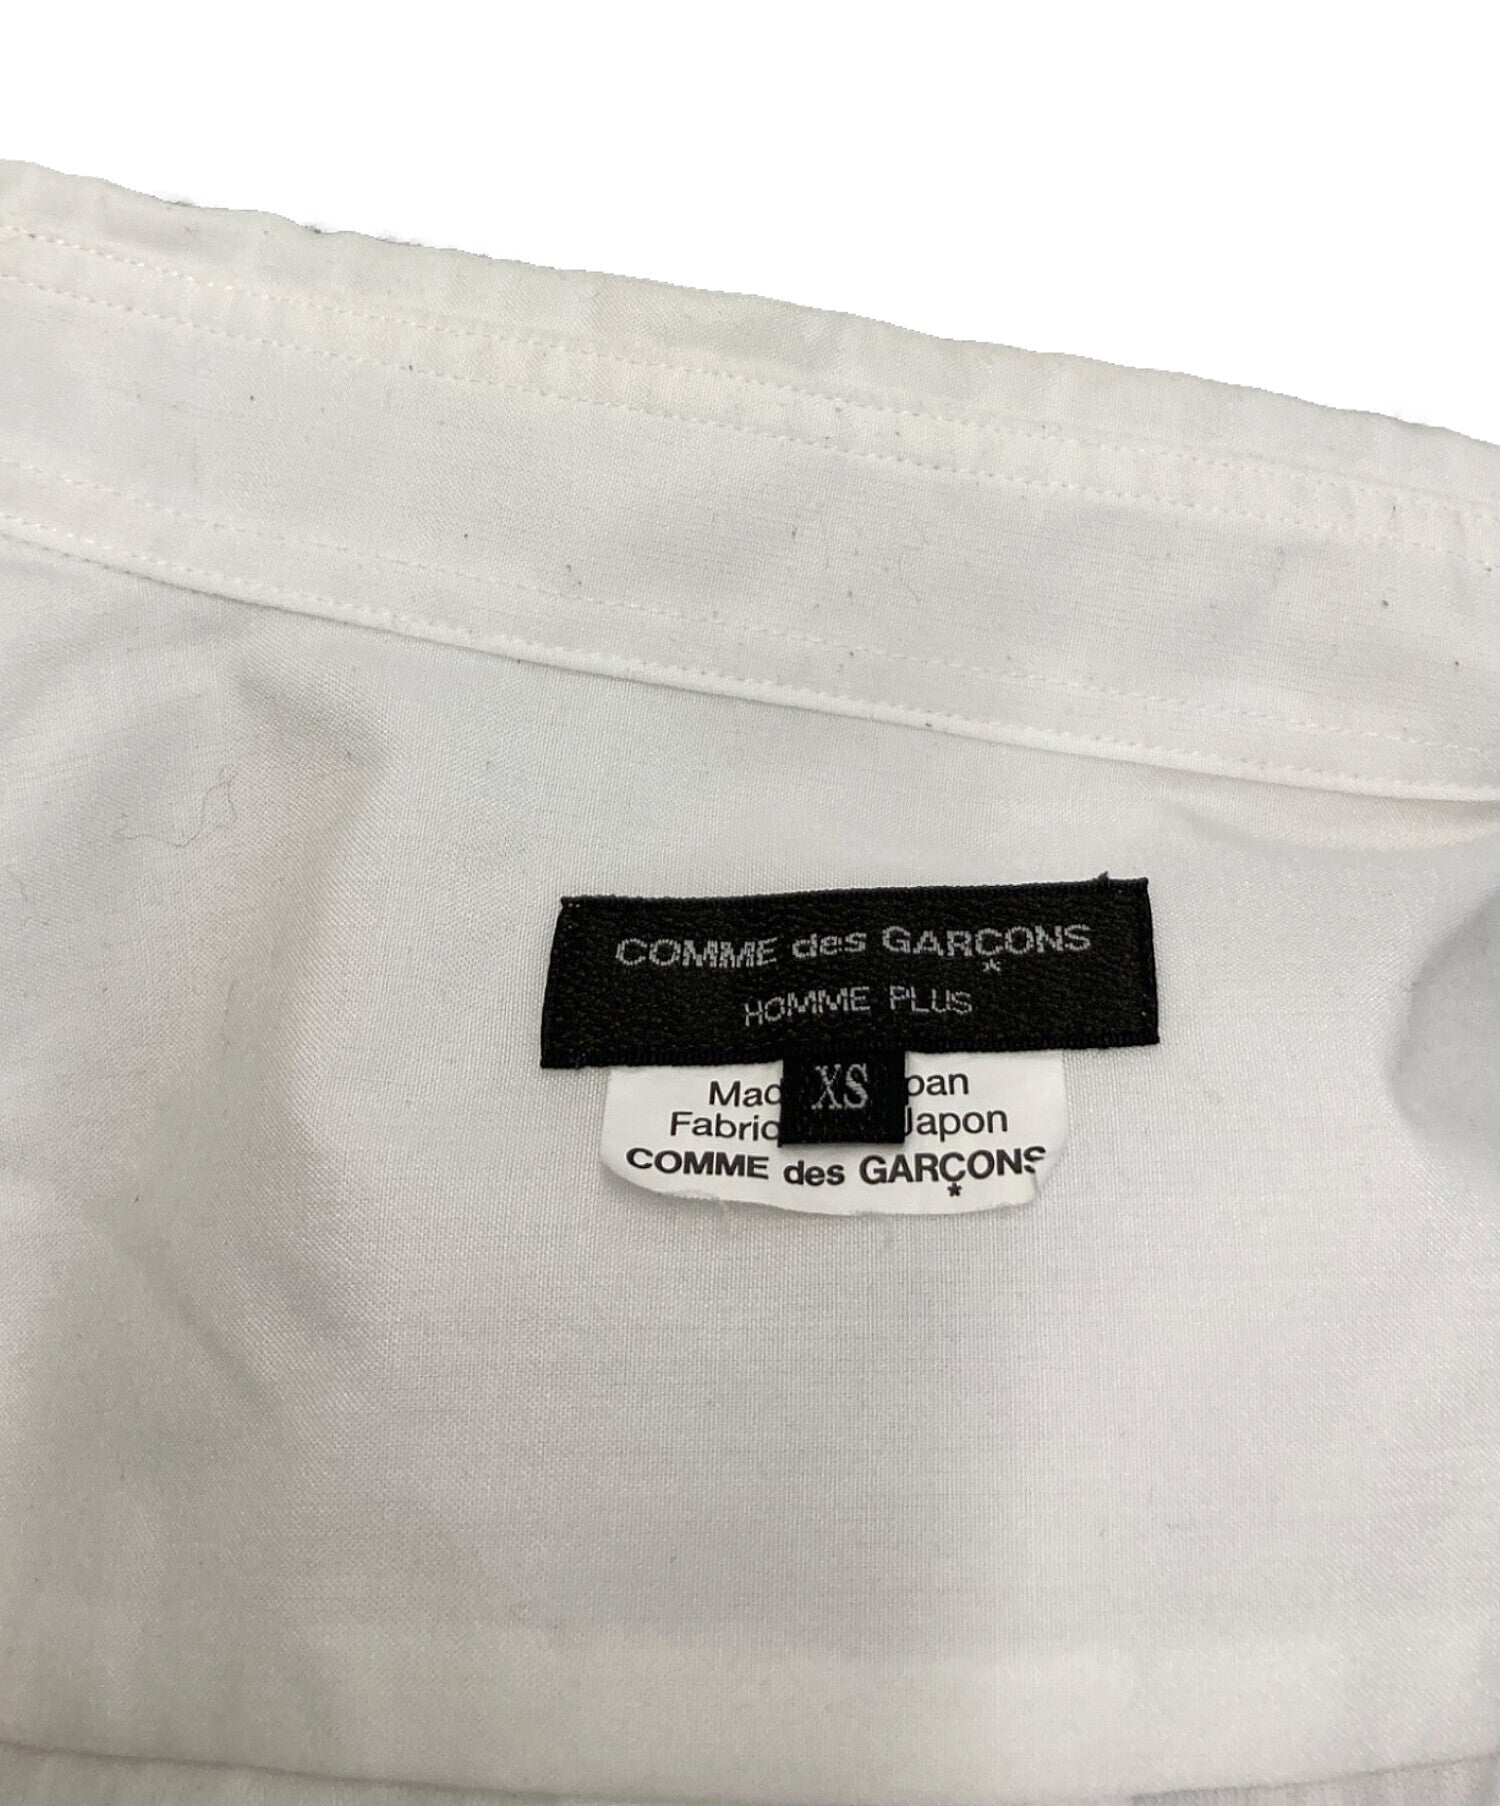 COMME des GARÇONS
HOMME PLUS
XS
Mad pan
Fabric Japon
COMME des GARÇONS